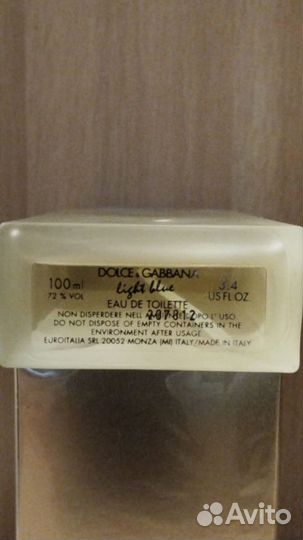 DOLCE & GABBANA
100ml light blue 3.4
72 % VOL EAU DE TOILETTE US FL. OZ.
NON DISPERDERE NELL' DOPO L' USO
207812
DO NOT DISPOSE OF EMPTY CONTAINERS IN THE
ENVIRONMENT AFTER USAGE
EUROITALIA SRL·20052 MONZA (MI) ITALY/MADE IN ITALY
Avito